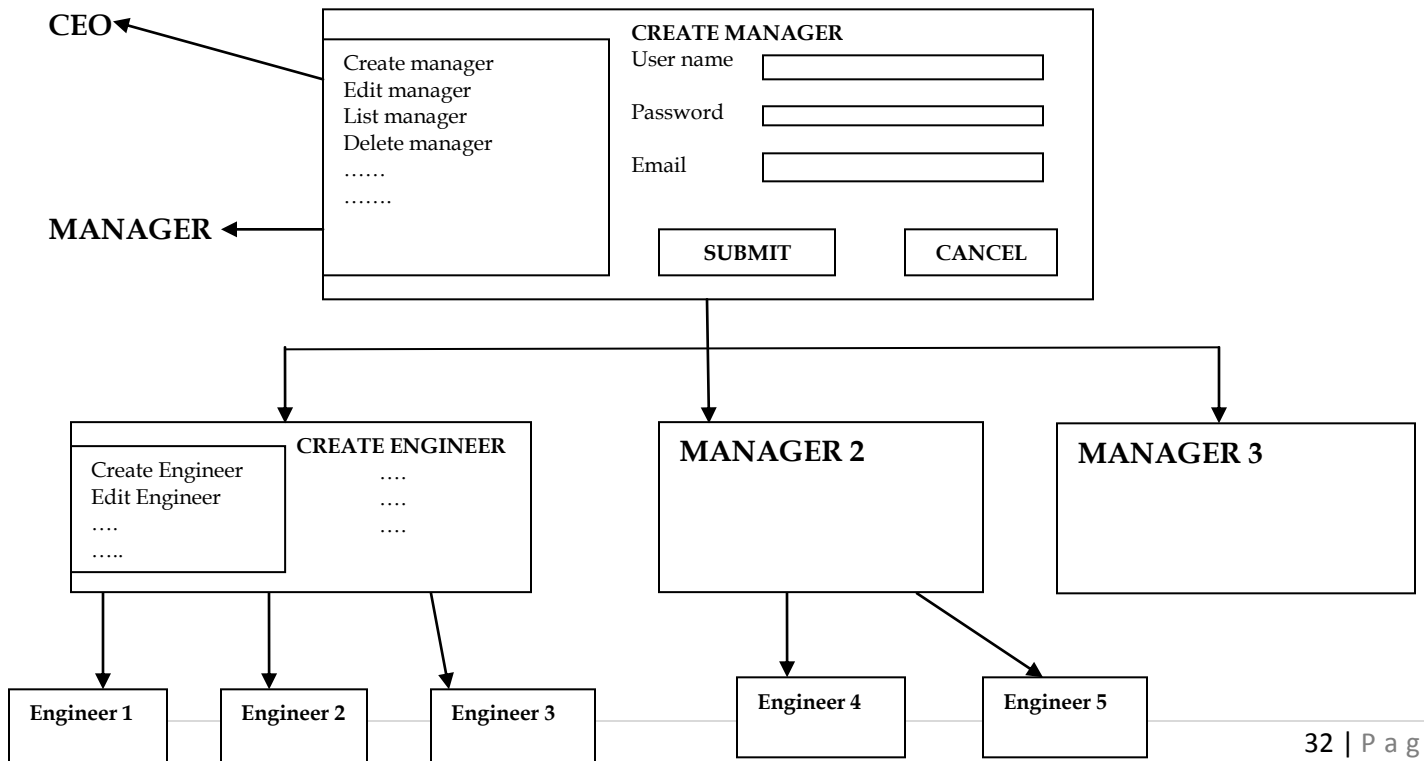 CEO
CREATE MANAGER
User name
Password
Email
Create manager
Edit manager
List manager
Delete manager
……
…….
MANAGER
SUBMIT
CANCEL
CREATE ENGINEER
….
….
….
Create Engineer
Edit Engineer
….
…..
MANAGER 2
MANAGER 3
Engineer 1
Engineer 2
Engineer 3
Engineer 4
Engineer 5
32 | P a g